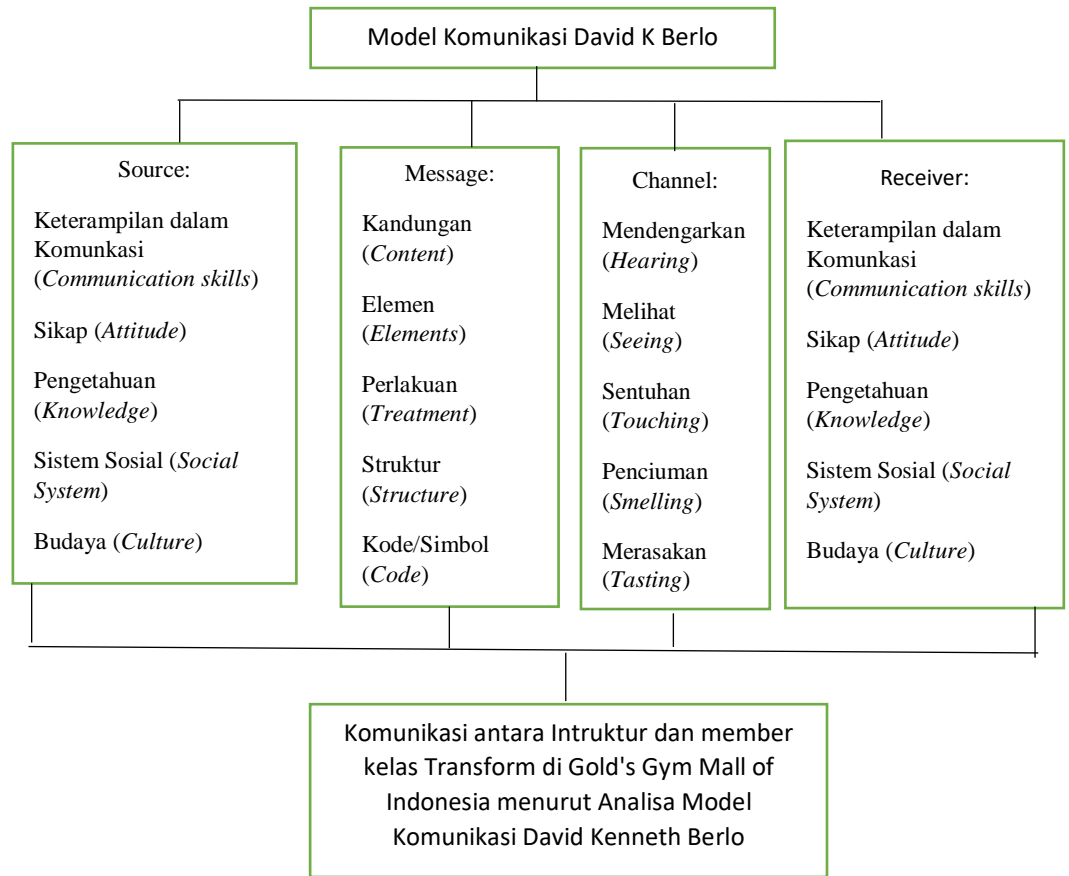 Model Komunikasi David K Berlo
Source:
Keterampilan dalam
Komunkasi
(Communication skills)
Sikap (Attitude)
Pengetahuan
(Knowledge)
Sistem Sosial (Social
System)
Budaya (Culture)
Message:
Kandungan
(Content)
Elemen
(Elements)
Perlakuan
(Treatment)
Struktur
(Structure)
Kode/Simbol
(Code)
Channel:
Mendengarkan
(Hearing)
Melihat
(Seeing)
Sentuhan
(Touching)
Penciuman
(Smelling)
Merasakan
(Tasting)
Receiver:
Keterampilan dalam
Komunkasi
(Communication skills)
Sikap (Attitude)
Pengetahuan
(Knowledge)
Sistem Sosial (Social
System)
Budaya (Culture)
Komunikasi antara Intruktur dan member
kelas Transform di Gold's Gym Mall of
Indonesia menurut Analisa Model
Komunikasi David Kenneth Berlo